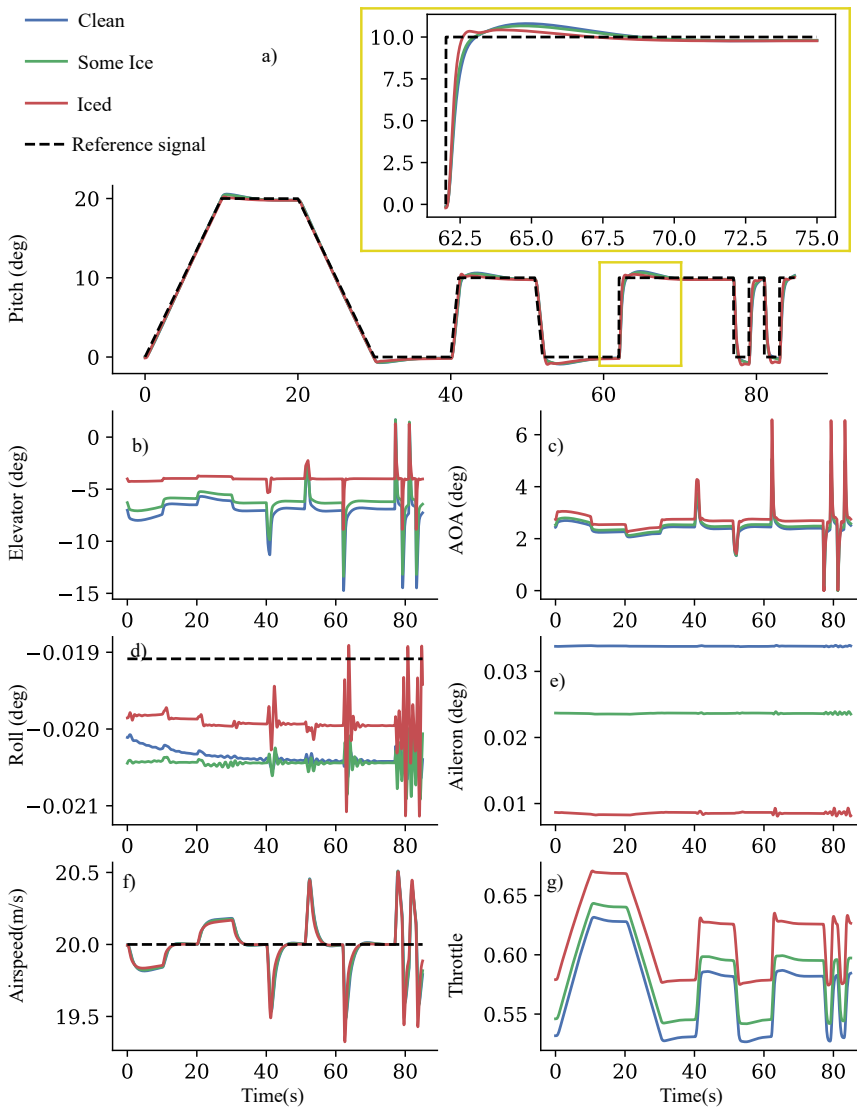 Clean
Some Ice
Iced
Reference signal
a)
10.0
7.5
5.0
2.5
0.0
62.5 65.0 67.5 70.0 72.5 75.0
Pitch (deg)
20
10
0
0 20 40 60 80
b)
Elevator (deg)
0
−5
−10
−15
0 20 40 60 80
c)
AOA (deg)
6
4
2
0
0 20 40 60 80
d)
Roll (deg)
−0.019
−0.020
−0.021
0 20 40 60 80
e)
Aileron (deg)
0.03
0.02
0.01
0 20 40 60 80
f)
Airspeed(m/s)
20.5
20.0
19.5
0 20 40 60 80
Time(s)
g)
Throttle
0.65
0.60
0.55
0 20 40 60 80
Time(s)